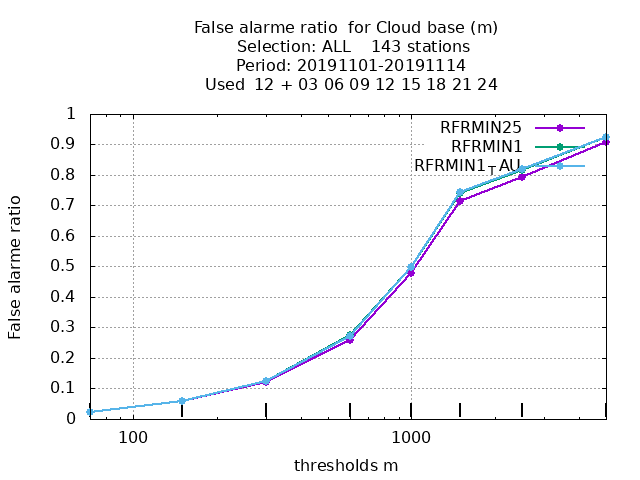 False alarme ratio  for Cloud base (m)
Selection: ALL    143 stations
Period: 20191101-20191114
Used  12 + 03 06 09 12 15 18 21 24
RFRMIN25
RFRMIN1
RFRMIN1TAU
1
0.9
0.8
0.7
0.6
0.5
0.4
0.3
0.2
0.1
0
False alarme ratio
100
1000
thresholds m